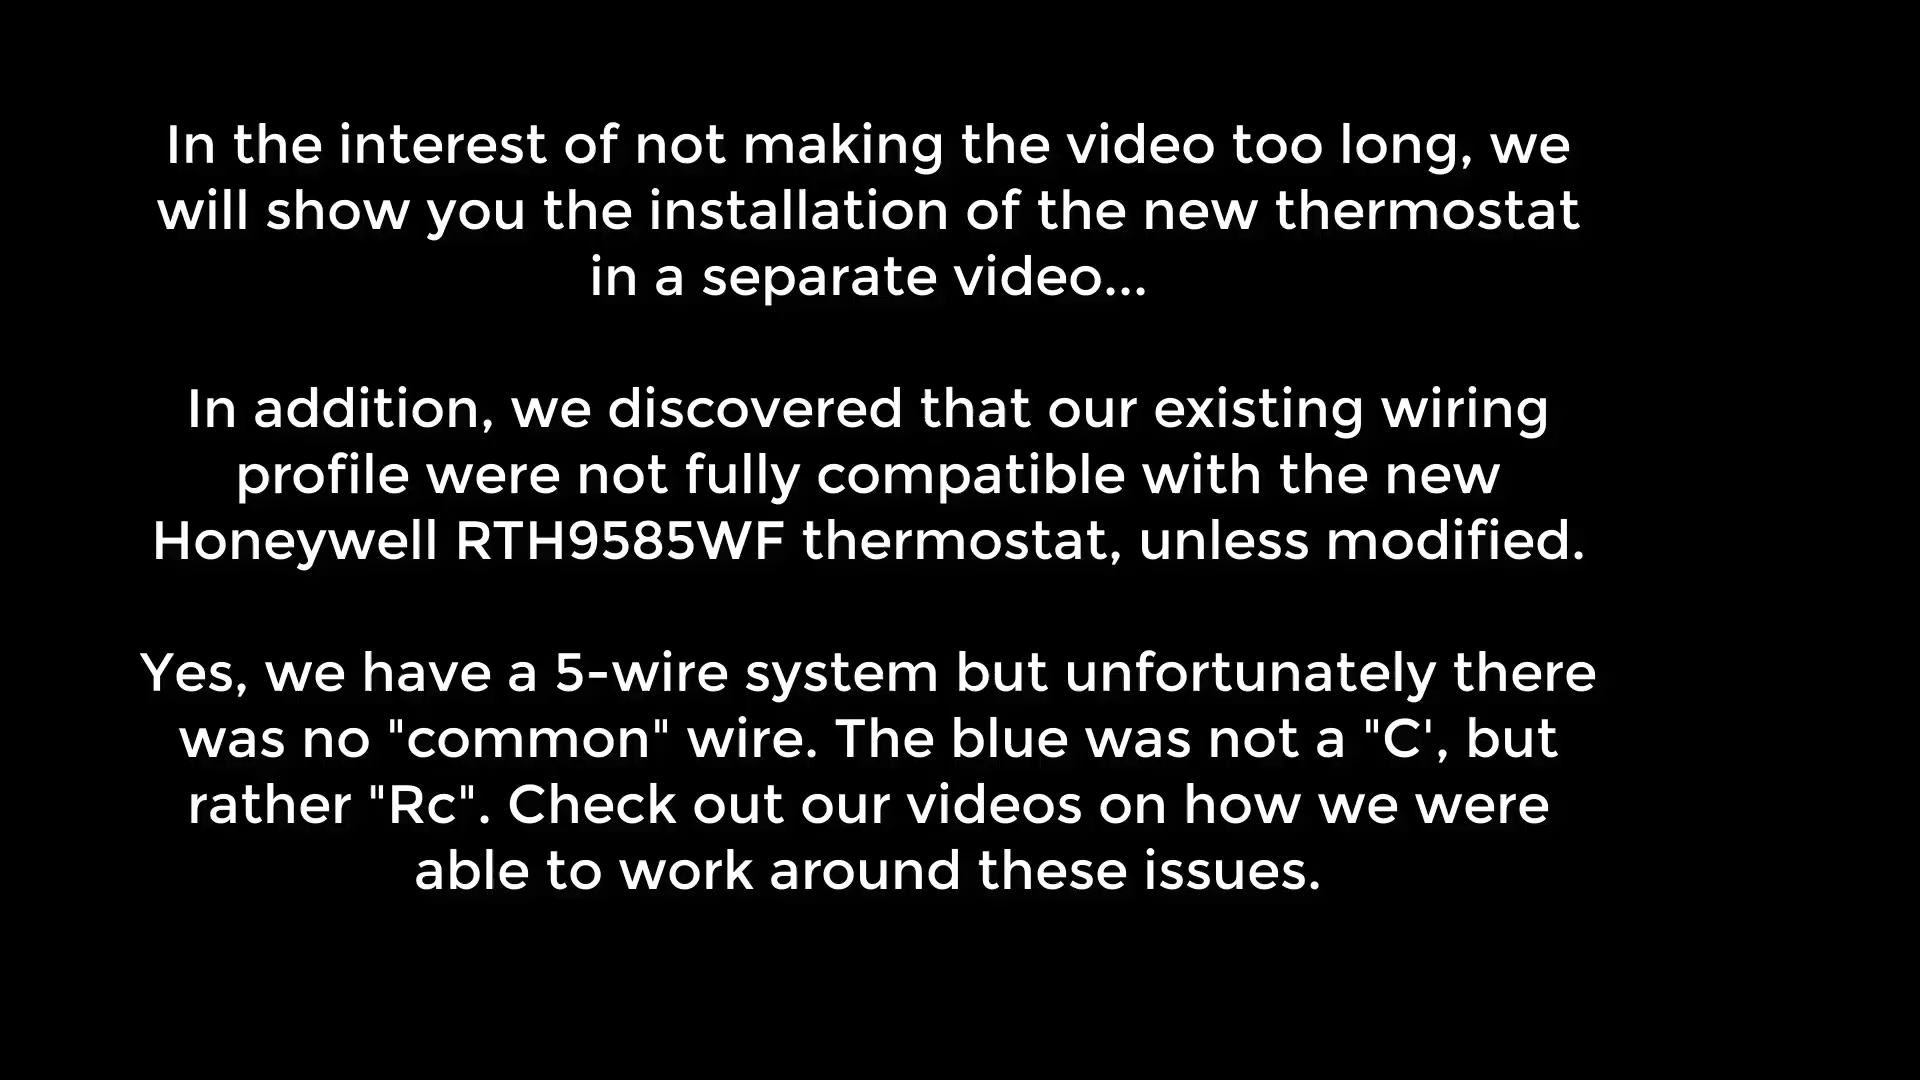 In the interest of not making the video too long, we
will show you the installation of the new thermostat
in a separate video...
In addition, we discovered that our existing wiring
profile were not fully compatible with the new
Honeywell RTH9585WF thermostat, unless modified.
Yes, we have a 5-wire system but unfortunately there
was no "common" wire. The blue was not a "C', but
rather "Rc". Check out our videos on how we were
able to work around these issues.